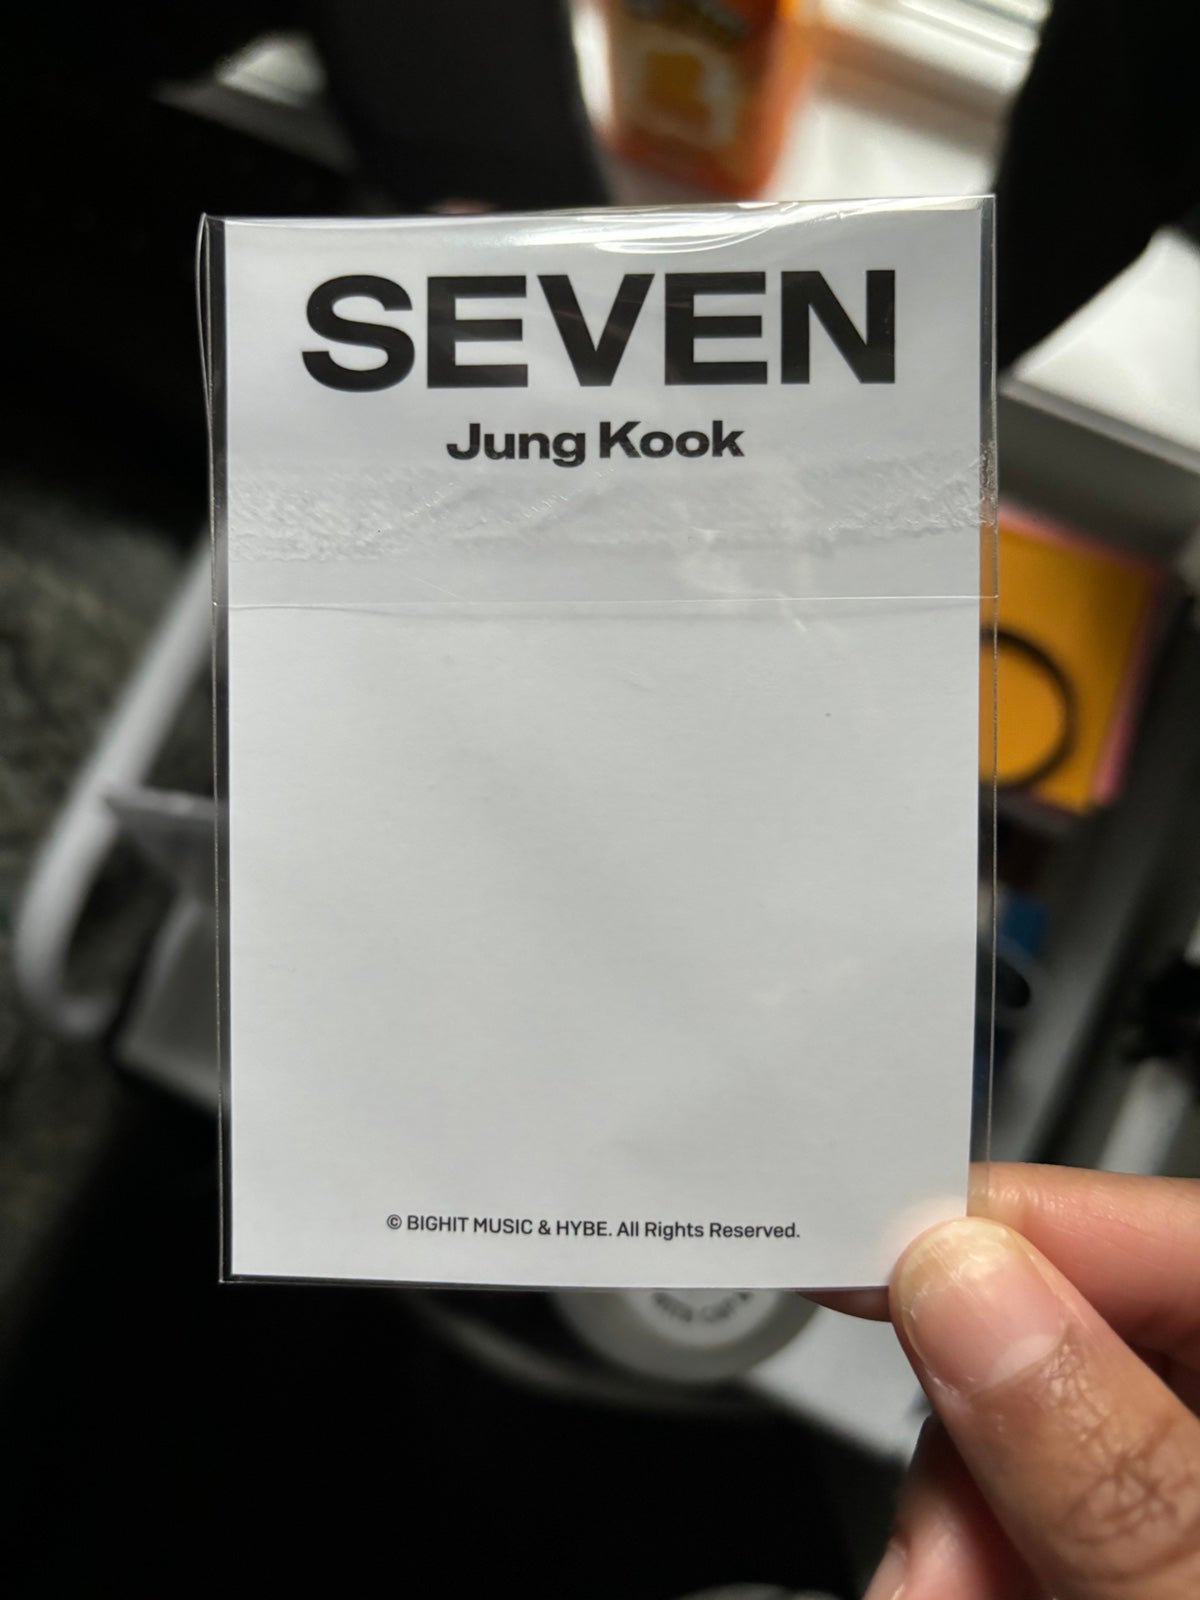 SEVEN
Jung Kook
© BIGHIT MUSIC & HYBE. All Rights Reserved.